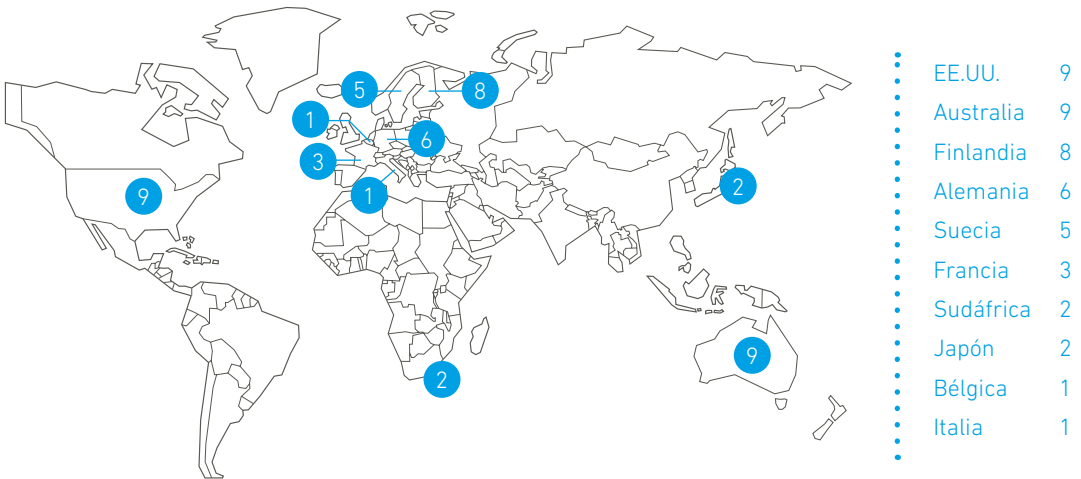 5
8
1
6
3
1
9
2
9
2
EE.UU. 9
Australia 9
Finlandia 8
Alemania 6
Suecia 5
Francia 3
Sudáfrica 2
Japón 2
Bélgica 1
Italia 1